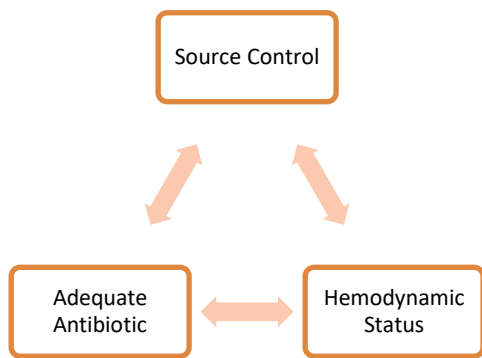 Source Control
Adequate
Antibiotic
Hemodynamic
Status